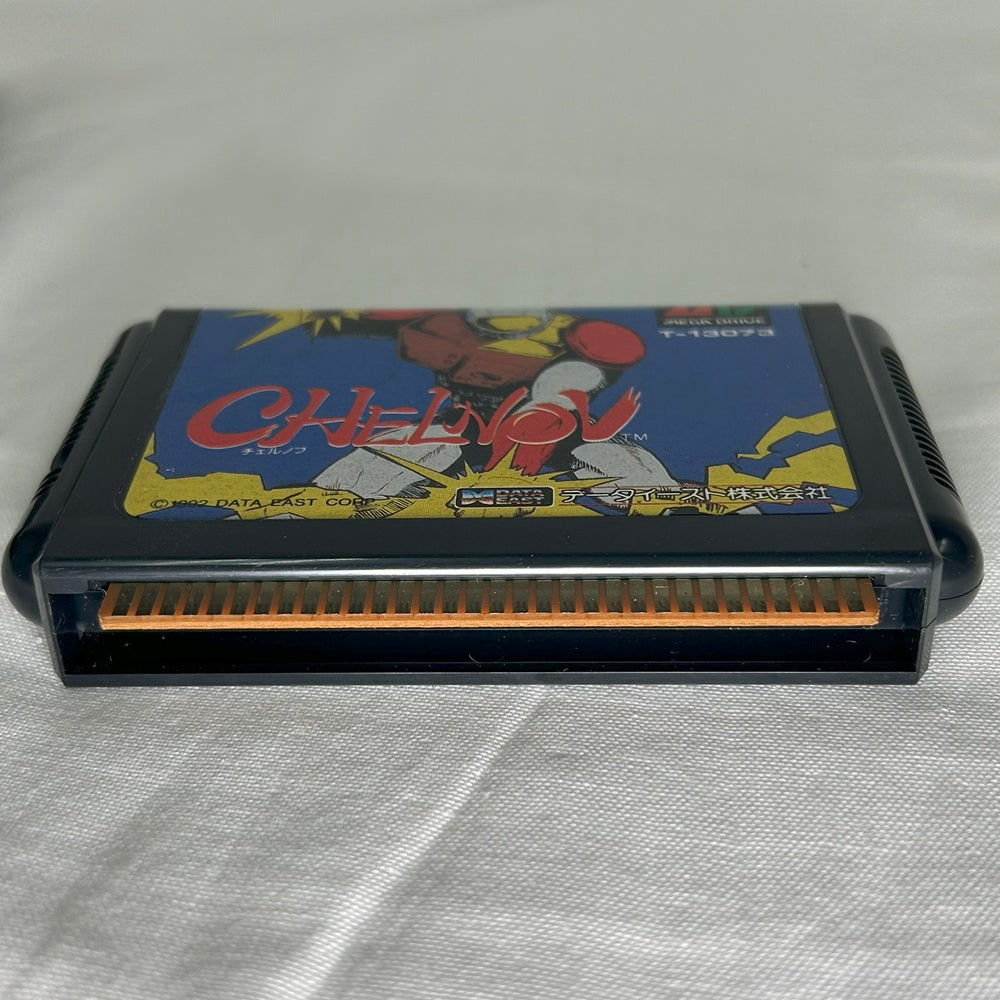 MEGA DRIVE
T-13073
CHELNOV TM
チェルノブ
©1992 DATA EAST CORP.
DATA EAST データイースト株式会社